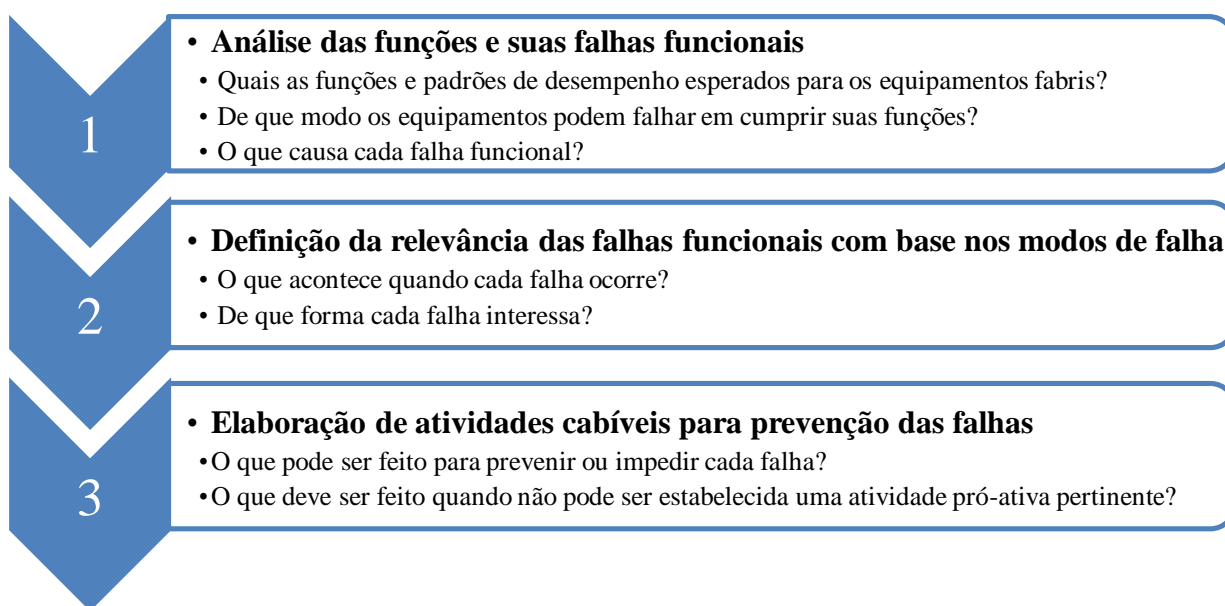 1
• Análise das funções e suas falhas funcionais
• Quais as funções e padrões de desempenho esperados para os equipamentos fabris?
• De que modo os equipamentos podem falhar em cumprir suas funções?
• O que causa cada falha funcional?
2
• Definição da relevância das falhas funcionais com base nos modos de falha
• O que acontece quando cada falha ocorre?
• De que forma cada falha interessa?
3
• Elaboração de atividades cabíveis para prevenção das falhas
• O que pode ser feito para prevenir ou impedir cada falha?
• O que deve ser feito quando não pode ser estabelecida uma atividade pró-ativa pertinente?